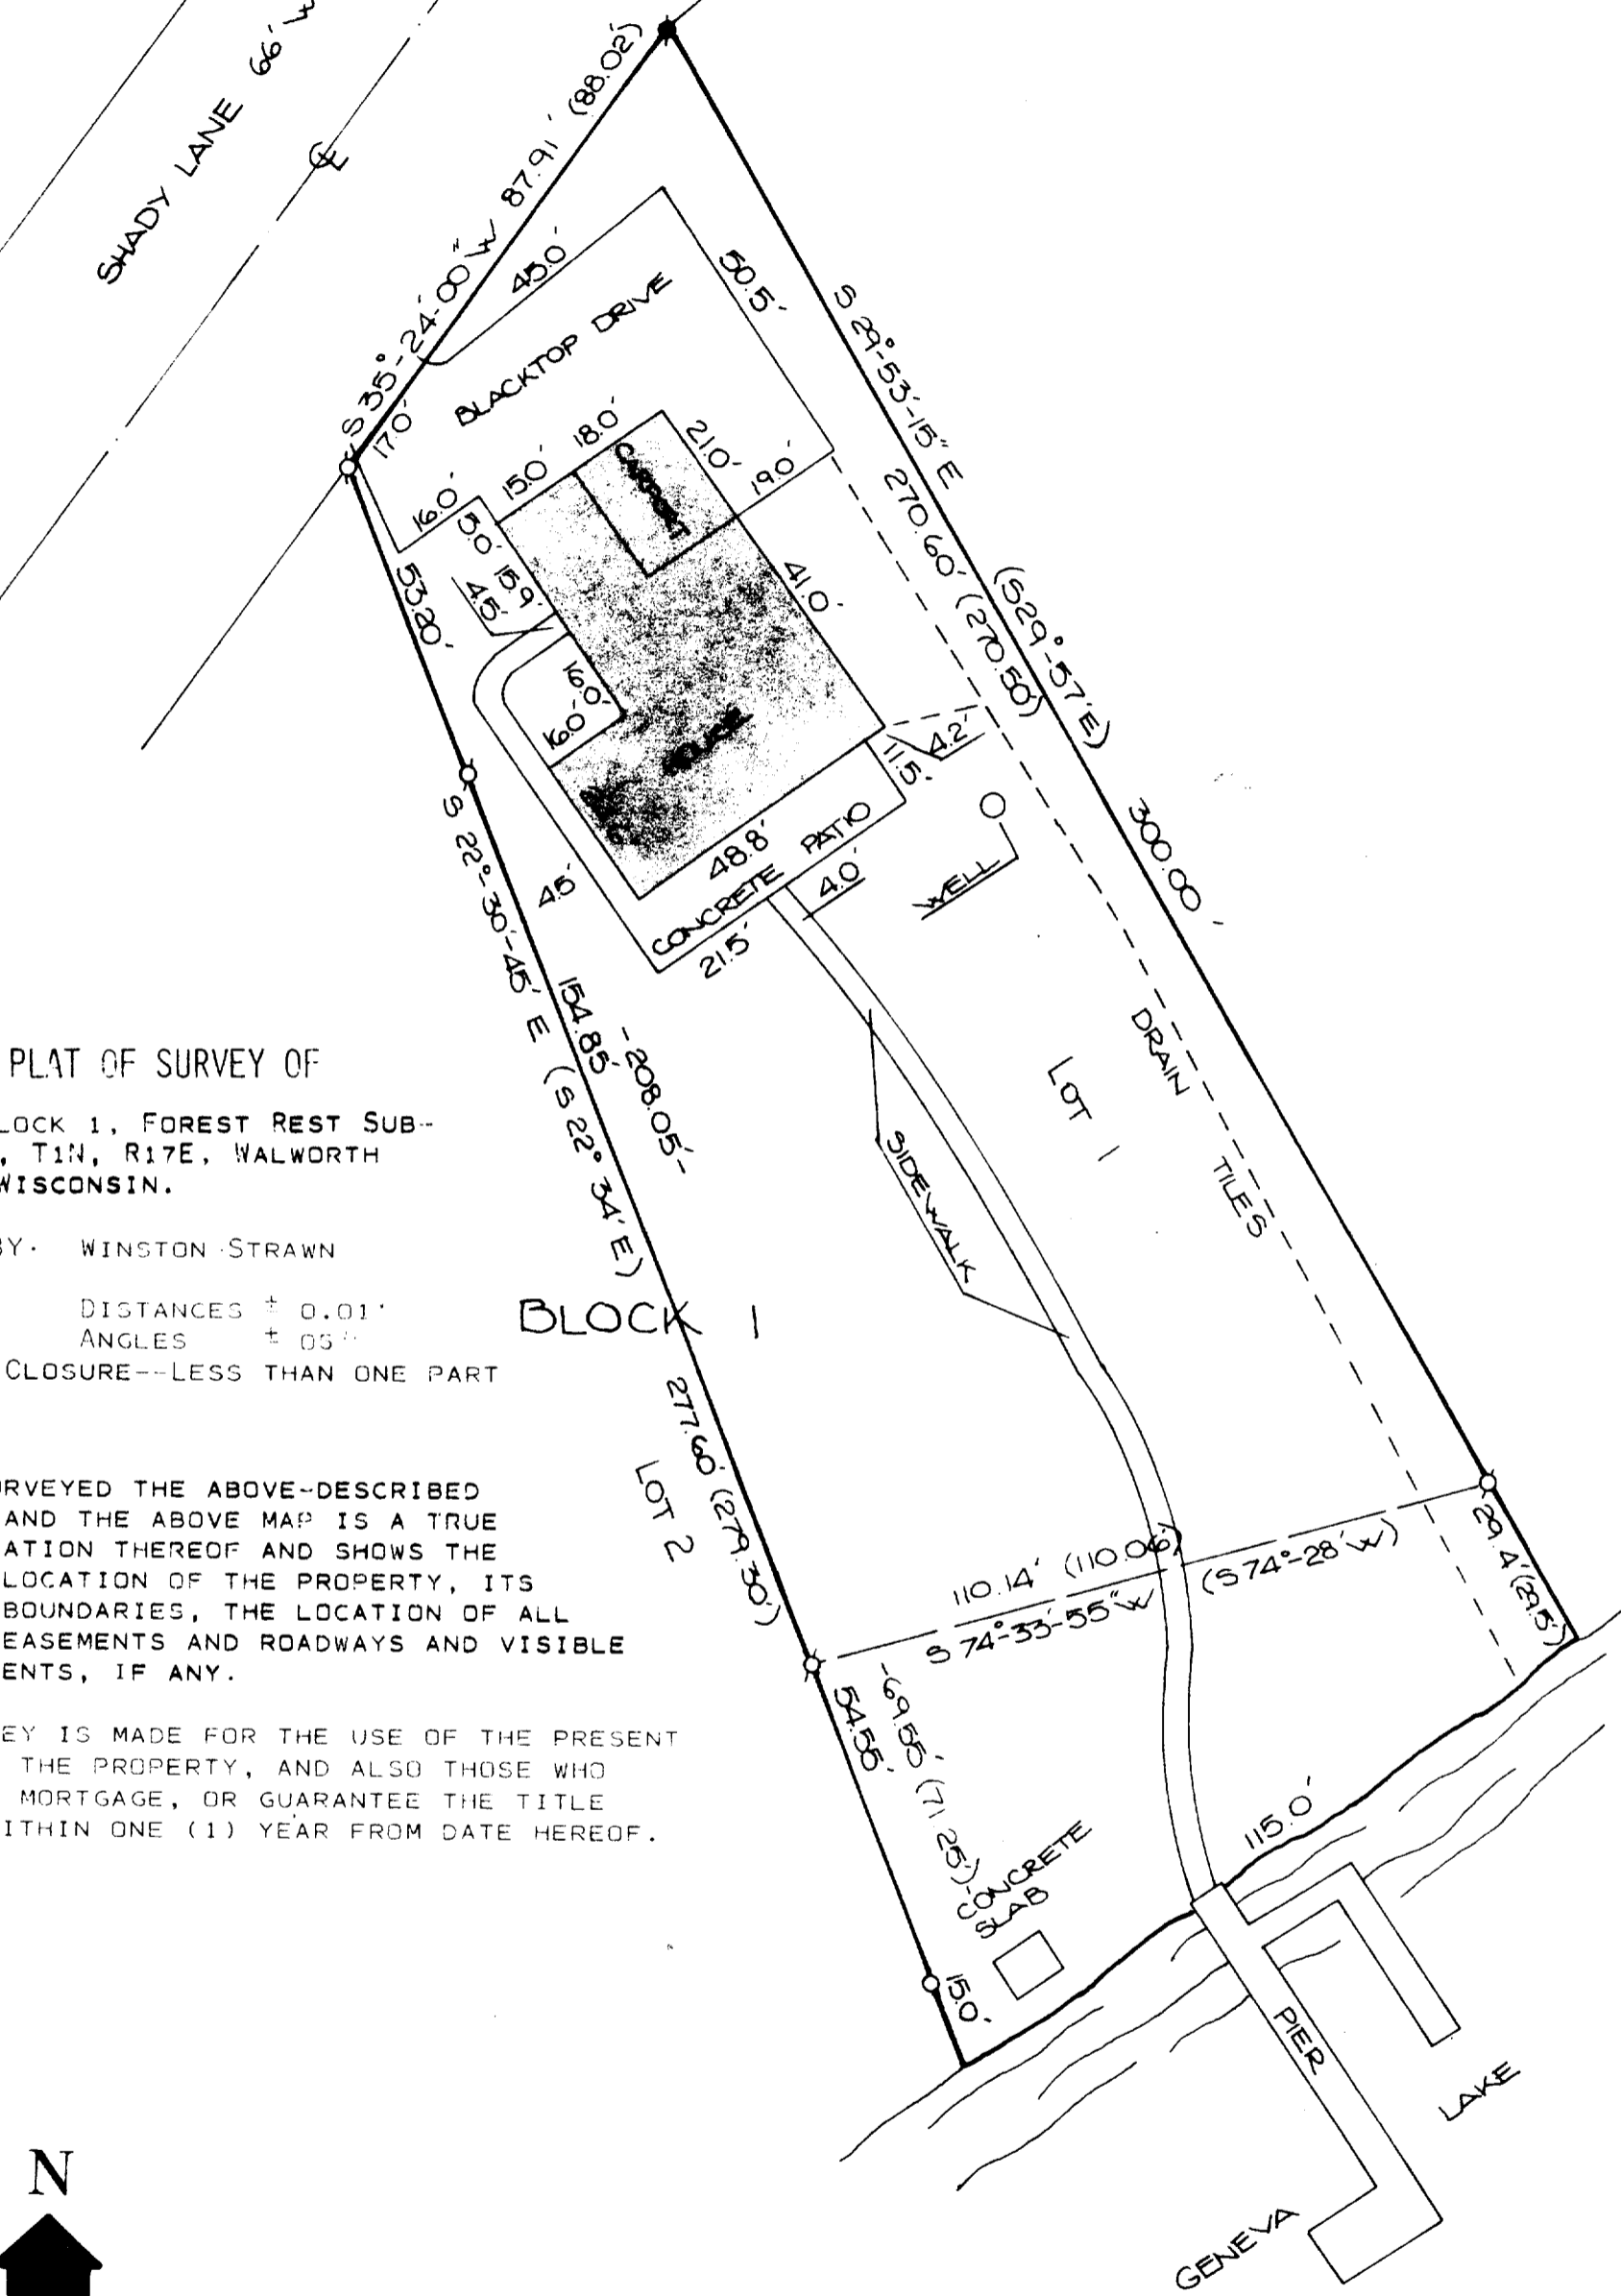 SHADY LANE 66' W
℄
S 35°-24'-00" W 87.91' (88.02')
45.0'
50.5'
BLACKTOP DRIVE
17.0'
16.0'
15.0'
18.0'
21.0'
19.0'
CARPORT
5.0'
15.9'
4.5'
53.20'
16.0'
16.0'
41.0'
HOUSE
S 29°-53'-15" E
270.60' (270.50')
(S29°-57'E)
300.00'
4.2'
11.5'
48.8'
CONCRETE PATIO
4.0'
21.5'
4.5'
WELL
S 22°-30'-45" E (S 22° 34' E)
154.85'
-208.05'-
DRAIN TILES
LOT 1
SIDEWALK
PLAT OF SURVEY OF
LOCK 1, FOREST REST SUB--
, T1N, R17E, WALWORTH
WISCONSIN.
BY. WINSTON STRAWN
DISTANCES ± 0.01'
ANGLES ± 05"
CLOSURE--LESS THAN ONE PART
BLOCK 1
277.60' (279.30')
LOT 2
RVEYED THE ABOVE-DESCRIBED
AND THE ABOVE MAP IS A TRUE
ATION THEREOF AND SHOWS THE
LOCATION OF THE PROPERTY, ITS
BOUNDARIES, THE LOCATION OF ALL
EASEMENTS AND ROADWAYS AND VISIBLE
ENTS, IF ANY.
EY IS MADE FOR THE USE OF THE PRESENT
THE PROPERTY, AND ALSO THOSE WHO
MORTGAGE, OR GUARANTEE THE TITLE
ITHIN ONE (1) YEAR FROM DATE HEREOF.
110.14' (110.06')
S 74°-33'-55" W
(S 74°-28' W)
29.4' (29.5')
54.55'
-69.55' (71.25')-
CONCRETE
SLAB
15.0'
115.0'
PIER
GENEVA LAKE
N